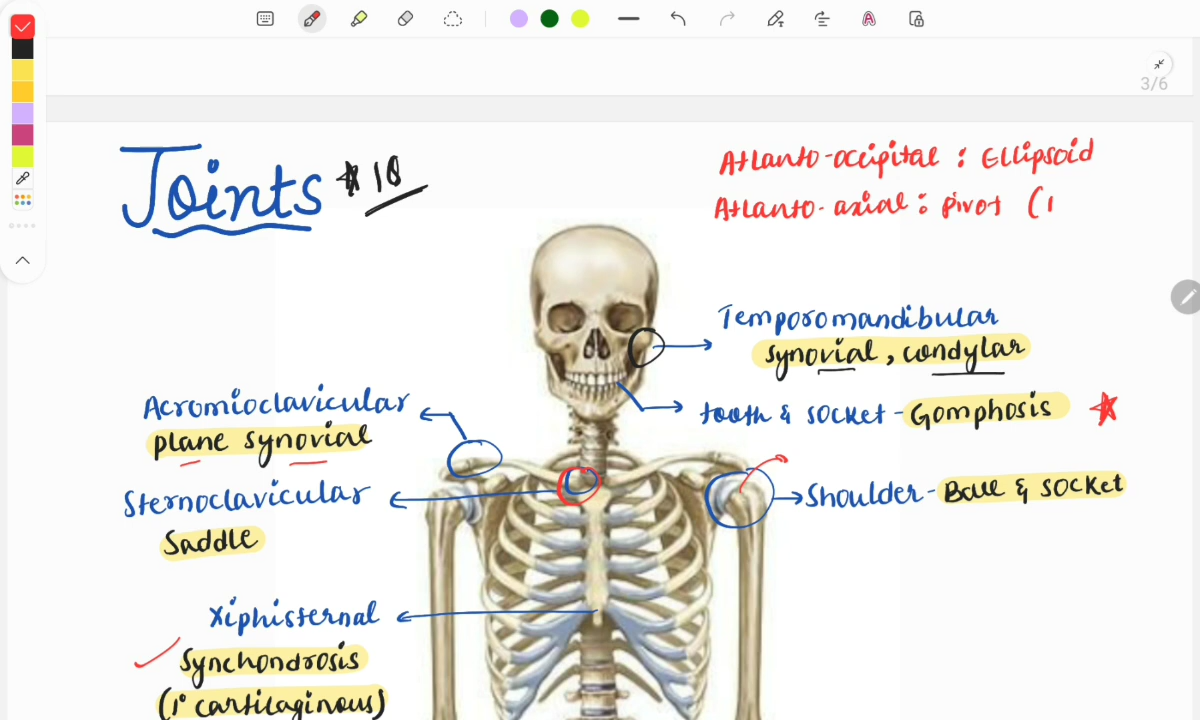 3/6
Joints * 10
Atlanto-occipital : Ellipsoid
Atlanto-axial : pivot (1
Temporomandibular
synovial, condylar
Acromioclavicular
plane synovial
tooth & socket - Gomphosis
Sternoclavicular
Saddle
Shoulder - Ball & socket
Xiphisternal
Synchondrosis
(1° cartilaginous)